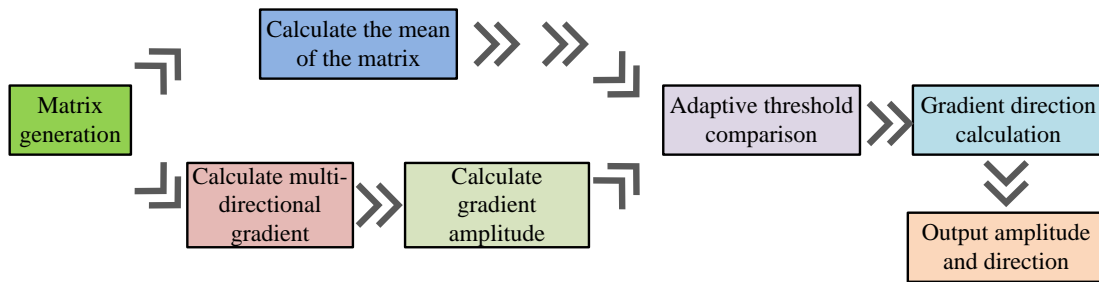 Matrix
generation
Calculate the mean
of the matrix
Calculate multi-
directional
gradient
Calculate
gradient
amplitude
Adaptive threshold
comparison
Gradient direction
calculation
Output amplitude
and direction